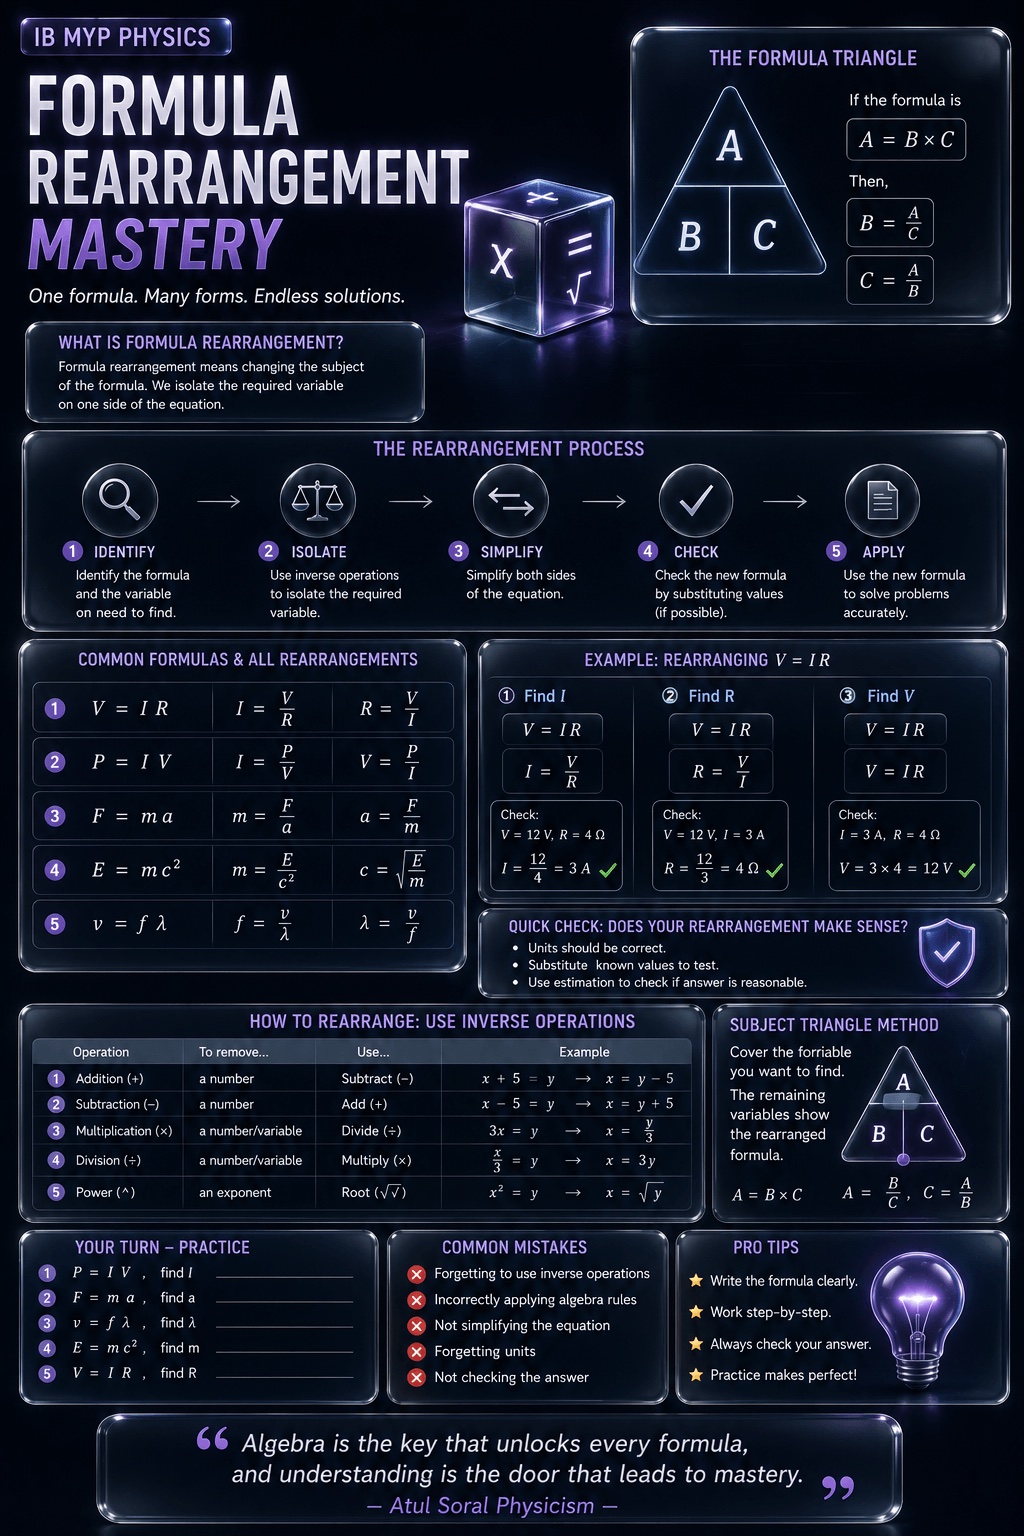 IB MYP PHYSICS
FORMULA
REARRANGEMENT
MASTERY
One formula. Many forms. Endless solutions.
X
×
=
√
THE FORMULA TRIANGLE
A
B C
If the formula is
A = B × C
Then,
B = A/C
C = A/B
WHAT IS FORMULA REARRANGEMENT?
Formula rearrangement means changing the subject
of the formula. We isolate the required variable
on one side of the equation.
THE REARRANGEMENT PROCESS
1 IDENTIFY
Identify the formula
and the variable
on need to find.
2 ISOLATE
Use inverse operations
to isolate the required
variable.
3 SIMPLIFY
Simplify both sides
of the equation.
4 CHECK
Check the new formula
by substituting values
(if possible).
5 APPLY
Use the new formula
to solve problems
accurately.
COMMON FORMULAS & ALL REARRANGEMENTS
1 V = I R I = V/R R = V/I
2 P = I V I = P/V V = P/I
3 F = m a m = F/a a = F/m
4 E = m c² m = E/c² c = √(E/m)
5 v = f λ f = v/λ λ = v/f
EXAMPLE: REARRANGING V = I R
① Find I
V = I R
I = V/R
Check:
V = 12 V, R = 4 Ω
I = 12/4 = 3 A ✓
② Find R
V = I R
R = V/I
Check:
V = 12 V, I = 3 A
R = 12/3 = 4 Ω ✓
③ Find V
V = I R
V = I R
Check:
I = 3 A, R = 4 Ω
V = 3 × 4 = 12 V ✓
QUICK CHECK: DOES YOUR REARRANGEMENT MAKE SENSE?
• Units should be correct.
• Substitute known values to test.
• Use estimation to check if answer is reasonable.
HOW TO REARRANGE: USE INVERSE OPERATIONS
Operation To remove... Use... Example
1 Addition (+) a number Subtract (−) x + 5 = y → x = y − 5
2 Subtraction (−) a number Add (+) x − 5 = y → x = y + 5
3 Multiplication (×) a number/variable Divide (÷) 3x = y → x = y/3
4 Division (÷) a number/variable Multiply (×) x/3 = y → x = 3y
5 Power (^) an exponent Root (√√) x² = y → x = √y
SUBJECT TRIANGLE METHOD
Cover the forriable
you want to find.
The remaining
variables show
the rearranged
formula.
A
B C
A = B × C A = B/C , C = A/B
YOUR TURN – PRACTICE
1 P = I V , find I
2 F = m a , find a
3 v = f λ , find λ
4 E = m c² , find m
5 V = I R , find R
COMMON MISTAKES
Forgetting to use inverse operations
Incorrectly applying algebra rules
Not simplifying the equation
Forgetting units
Not checking the answer
PRO TIPS
Write the formula clearly.
Work step-by-step.
Always check your answer.
Practice makes perfect!
“Algebra is the key that unlocks every formula,
and understanding is the door that leads to mastery.”
— Atul Soral Physicism —